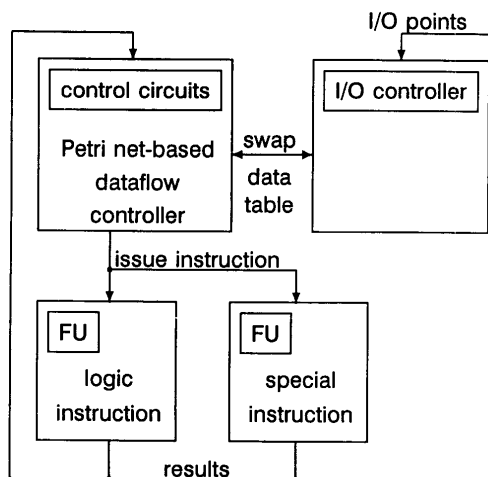 I/O points
control circuits
I/O controller
Petri net-based
dataflow
controller
swap
data
table
issue instruction
FU
logic
instruction
FU
special
instruction
results